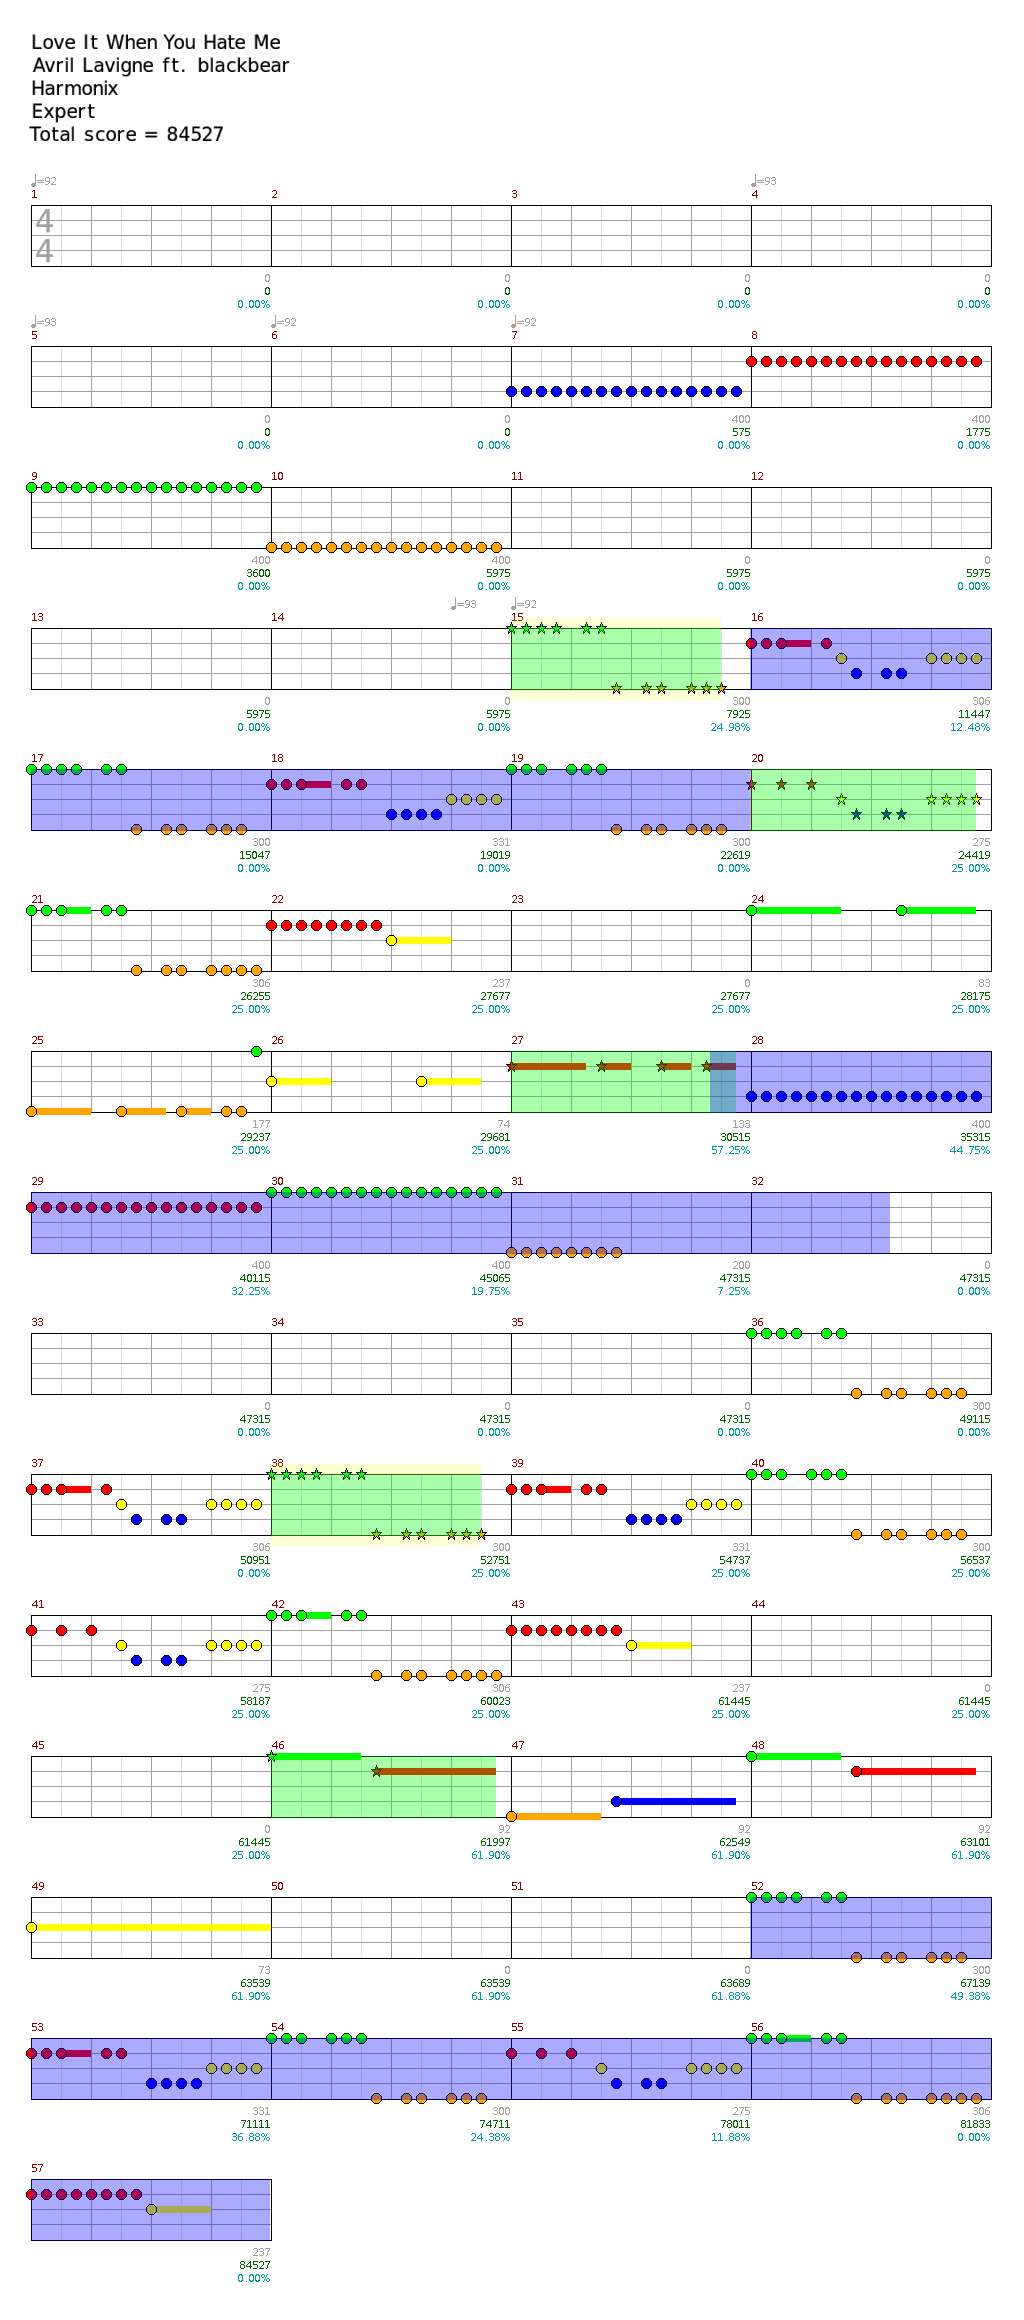 Love It When You Hate Me
Avril Lavigne ft. blackbear
Harmonix
Expert
Total score = 84527
♩=92 ♩=93
1 2 3 4
4
4
0 0 0 0
0 0 0 0
0.00% 0.00% 0.00% 0.00%
♩=93 ♩=92 ♩=92
5 6 7 8
0 0 400 400
0 0 575 1775
0.00% 0.00% 0.00% 0.00%
9 10 11 12
400 400 0 0
3600 5975 5975 5975
0.00% 0.00% 0.00% 0.00%
♩=93 ♩=92
13 14 15 16
0 0 300 306
5975 5975 7925 11447
0.00% 0.00% 24.98% 12.48%
17 18 19 20
300 331 300 275
15047 19019 22619 24419
0.00% 0.00% 0.00% 25.00%
21 22 23 24
306 237 0 83
26255 27677 27677 28175
25.00% 25.00% 25.00% 25.00%
25 26 27 28
177 74 133 400
29237 29681 30515 35315
25.00% 25.00% 57.25% 44.75%
29 30 31 32
400 400 200 0
40115 45065 47315 47315
32.25% 19.75% 7.25% 0.00%
33 34 35 36
0 0 0 300
47315 47315 47315 49115
0.00% 0.00% 0.00% 0.00%
37 38 39 40
306 300 331 300
50951 52751 54737 56537
0.00% 25.00% 25.00% 25.00%
41 42 43 44
275 306 237 0
58187 60023 61445 61445
25.00% 25.00% 25.00% 25.00%
45 46 47 48
0 92 92 92
61445 61997 62549 63101
25.00% 61.90% 61.90% 61.90%
49 50 51 52
73 0 0 300
63539 63539 63689 67139
61.90% 61.90% 61.88% 49.38%
53 54 55 56
331 300 275 306
71111 74711 78011 81833
36.88% 24.38% 11.88% 0.00%
57
237
84527
0.00%